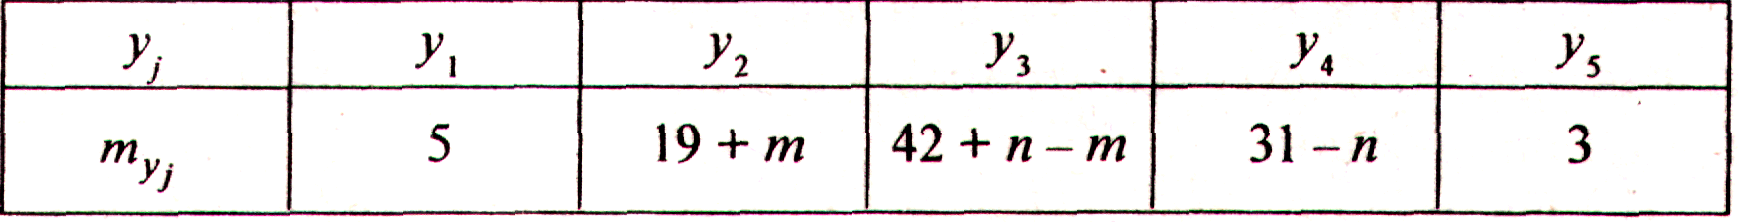 y_j y_1 y_2 y_3 y_4 y_5
m_{y_j} 5 19 + m 42 + n – m 31 – n 3